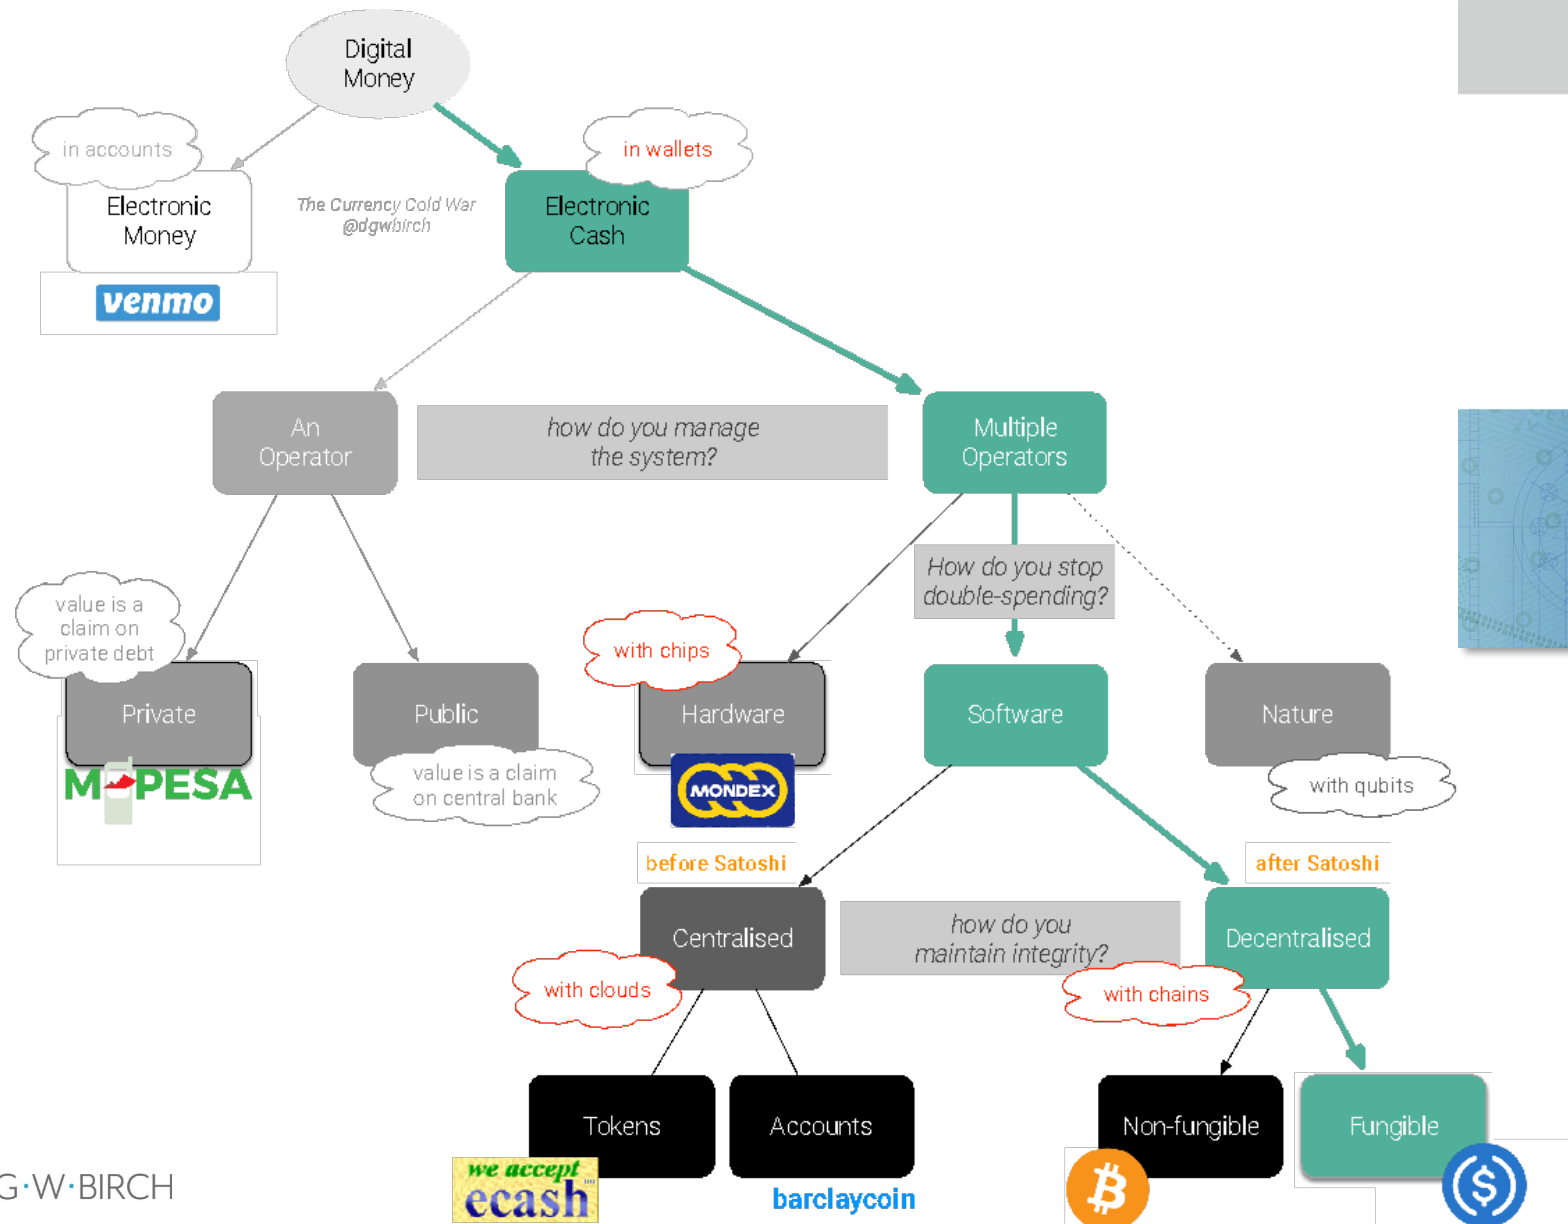 Digital
Money
in accounts
in wallets
Electronic
Money
The Currency Cold War
@dgwbirch
Electronic
Cash
venmo
An
Operator
how do you manage
the system?
Multiple
Operators
How do you stop
double-spending?
value is a
claim on
private debt
with chips
Private
Public
Hardware
Software
Nature
M-PESA
value is a claim
on central bank
MONDEX
with qubits
before Satoshi
after Satoshi
Centralised
how do you
maintain integrity?
Decentralised
with clouds
with chains
Tokens
Accounts
Non-fungible
Fungible
we accept
ecash
barclaycoin
G·W·BIRCH